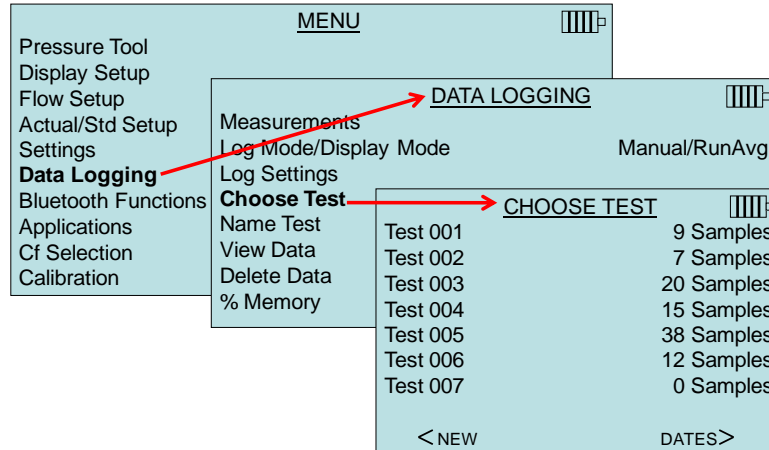 MENU
Pressure Tool
Display Setup
Flow Setup
Actual/Std Setup
Settings
Data Logging
Bluetooth Functions
Applications
Cf Selection
Calibration
DATA LOGGING
Measurements
Log Mode/Display Mode Manual/RunAvg
Log Settings
Choose Test
Name Test
View Data
Delete Data
% Memory
CHOOSE TEST
Test 001 9 Samples
Test 002 7 Samples
Test 003 20 Samples
Test 004 15 Samples
Test 005 38 Samples
Test 006 12 Samples
Test 007 0 Samples
<NEW DATES>